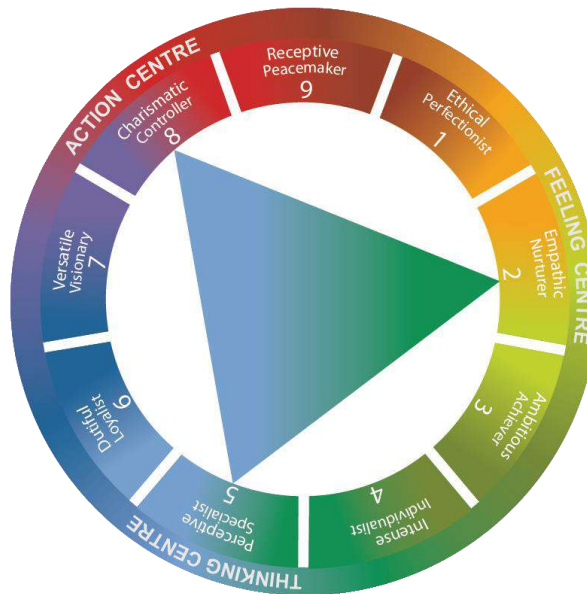 ACTION CENTRE
FEELING CENTRE
THINKING CENTRE
Receptive
Peacemaker
9
Ethical
Perfectionist
1
Empathic
Nurturer
2
Ambitious
Achiever
3
Intense
Individualist
4
Perceptive
Specialist
5
Dutiful
Loyalist
6
Versatile
Visionary
7
Charismatic
Controller
8